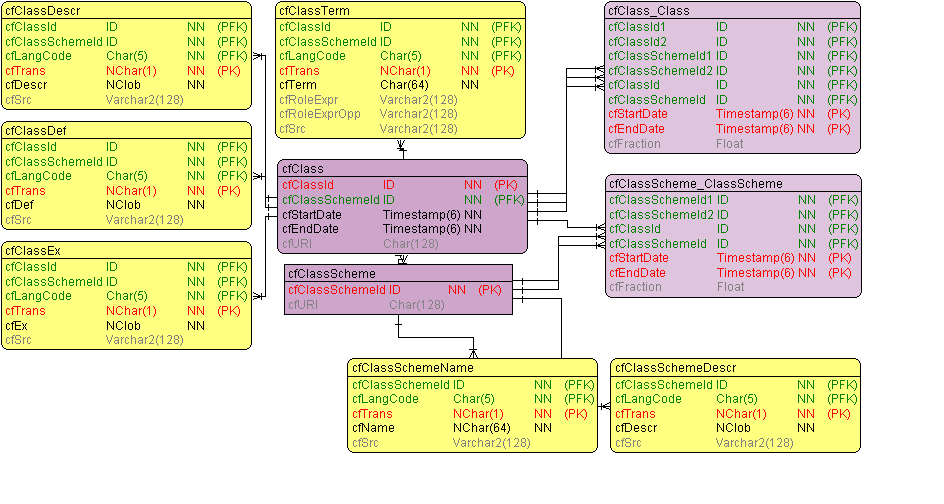 cfClassDescr
cfClassId ID NN (PFK)
cfClassSchemeId ID NN (PFK)
cfLangCode Char(5) NN (PFK)
cfTrans NChar(1) NN (PK)
cfDescr NClob NN
cfSrc Varchar2(128)
cfClassDef
cfClassId ID NN (PFK)
cfClassSchemeId ID NN (PFK)
cfLangCode Char(5) NN (PFK)
cfTrans NChar(1) NN (PK)
cfDef NClob NN
cfSrc Varchar2(128)
cfClassEx
cfClassId ID NN (PFK)
cfClassSchemeId ID NN (PFK)
cfLangCode Char(5) NN (PFK)
cfTrans NChar(1) NN (PK)
cfEx NClob NN
cfSrc Varchar2(128)
cfClassTerm
cfClassId ID NN (PFK)
cfClassSchemeId ID NN (PFK)
cfLangCode Char(5) NN (PFK)
cfTrans NChar(1) NN (PK)
cfTerm Char(64) NN
cfRoleExpr Varchar2(128)
cfRoleExprOpp Varchar2(128)
cfSrc Varchar2(128)
cfClass
cfClassId ID NN (PK)
cfClassSchemeId ID NN (PFK)
cfStartDate Timestamp(6) NN
cfEndDate Timestamp(6) NN
cfURI Char(128)
cfClassScheme
cfClassSchemeId ID NN (PK)
cfURI Char(128)
cfClass_Class
cfClassId1 ID NN (PFK)
cfClassId2 ID NN (PFK)
cfClassSchemeId1 ID NN (PFK)
cfClassSchemeId2 ID NN (PFK)
cfClassId ID NN (PFK)
cfClassSchemeId ID NN (PFK)
cfStartDate Timestamp(6) NN (PK)
cfEndDate Timestamp(6) NN (PK)
cfFraction Float
cfClassScheme_ClassScheme
cfClassSchemeId1 ID NN (PFK)
cfClassSchemeId2 ID NN (PFK)
cfClassId ID NN (PFK)
cfClassSchemeId ID NN (PFK)
cfStartDate Timestamp(6) NN (PK)
cfEndDate Timestamp(6) NN (PK)
cfFraction Float
cfClassSchemeName
cfClassSchemeId ID NN (PFK)
cfLangCode Char(5) NN (PFK)
cfTrans NChar(1) NN (PK)
cfName NChar(64) NN
cfSrc Varchar2(128)
cfClassSchemeDescr
cfClassSchemeId ID NN (PFK)
cfLangCode Char(5) NN (PFK)
cfTrans NChar(1) NN (PK)
cfDescr NClob NN
cfSrc Varchar2(128)